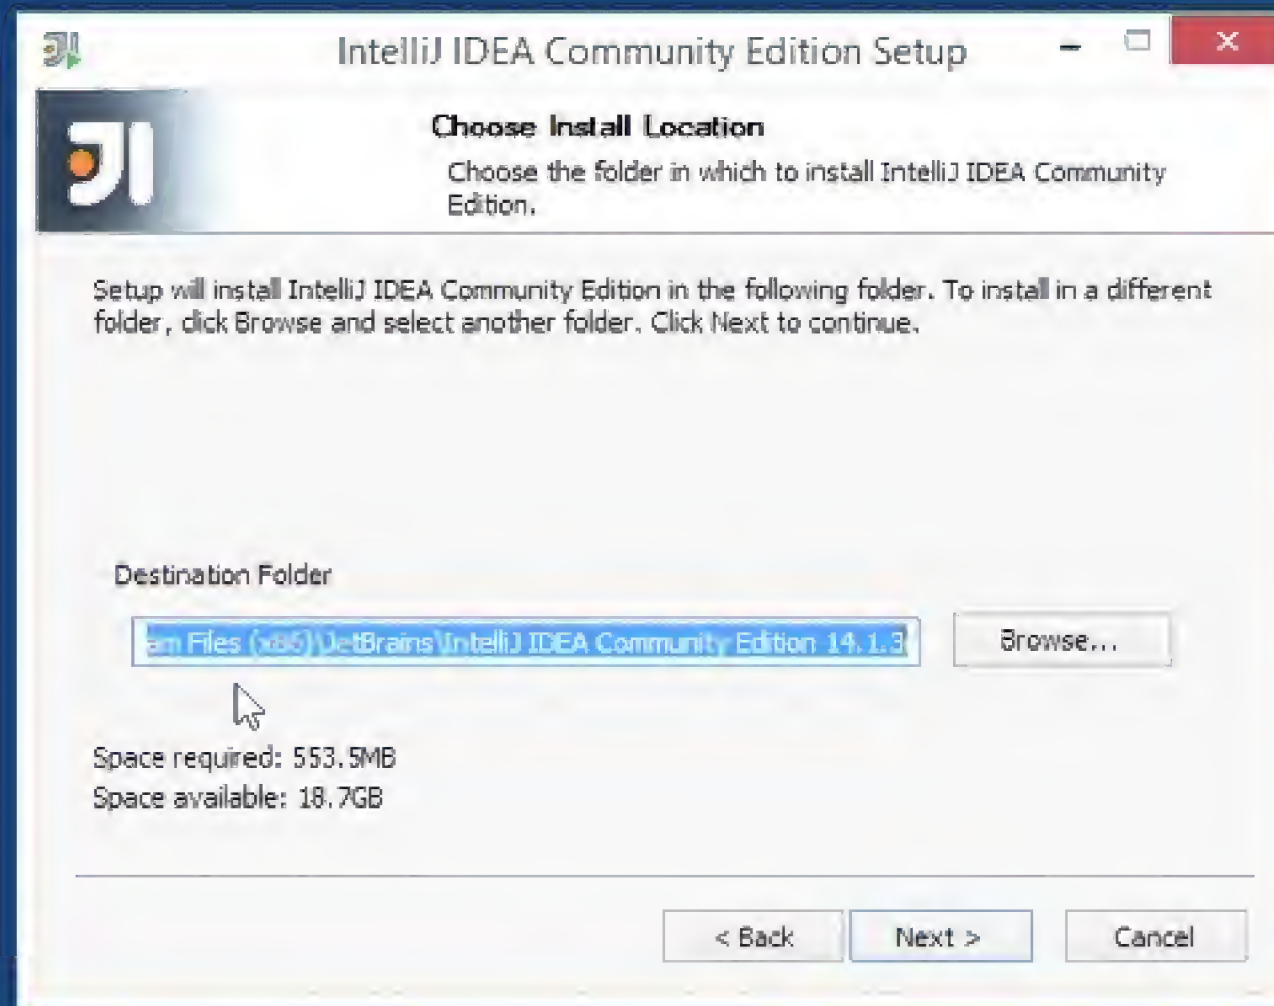 IntelliJ IDEA Community Edition Setup
Choose Install Location
Choose the folder in which to install IntelliJ IDEA Community
Edition.
Setup will install IntelliJ IDEA Community Edition in the following folder. To install in a different
folder, click Browse and select another folder. Click Next to continue.
Destination Folder
am Files (x86)\JetBrains\IntelliJ IDEA Community Edition 14.1.3
Browse...
Space required: 553.5MB
Space available: 18.7GB
< Back
Next >
Cancel